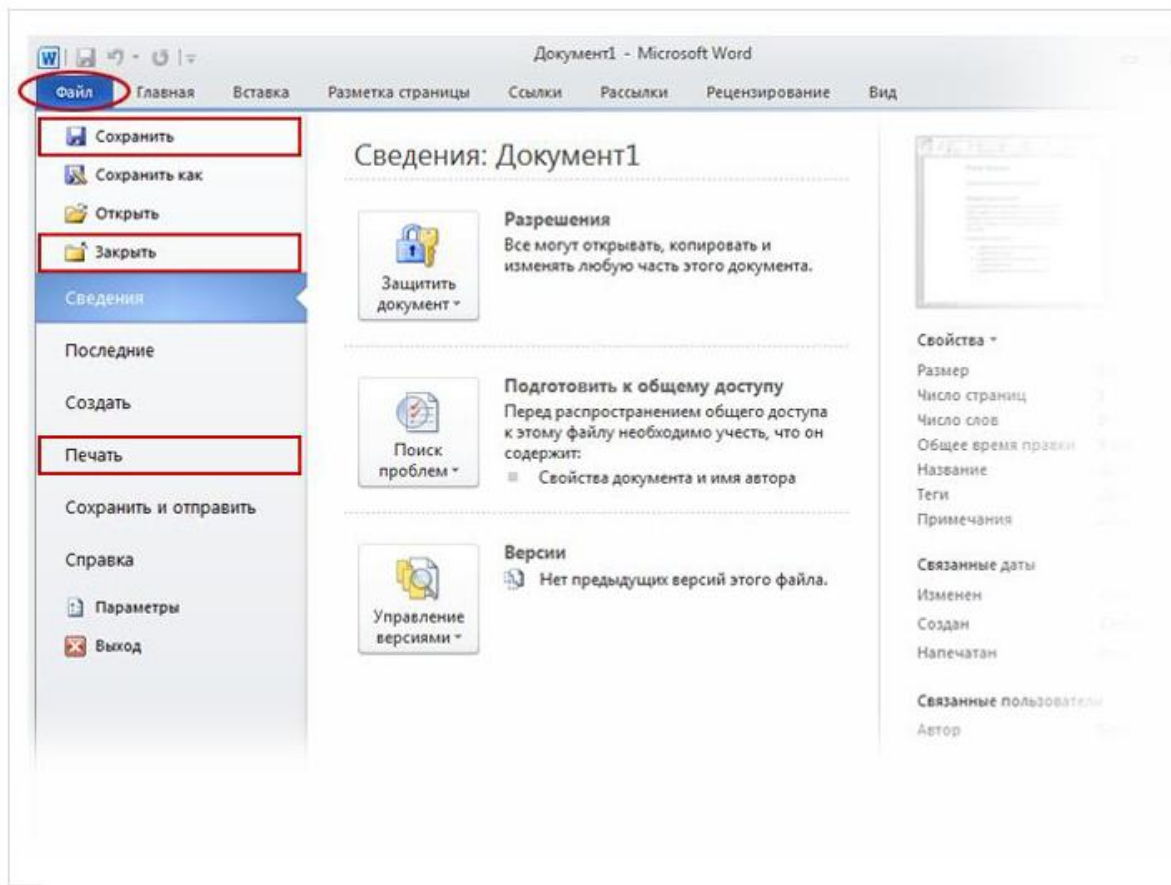 Документ1 - Microsoft Word
Файл Главная Вставка Разметка страницы Ссылки Рассылки Рецензирование Вид
Сохранить
Сохранить как
Открыть
Закрыть
Сведения
Последние
Создать
Печать
Сохранить и отправить
Справка
Параметры
Выход
Сведения: Документ1
Защитить
документ
Разрешения
Все могут открывать, копировать и
изменять любую часть этого документа.
Поиск
проблем
Подготовить к общему доступу
Перед распространением общего доступа
к этому файлу необходимо учесть, что он
содержит:
Свойства документа и имя автора
Управление
версиями
Версии
Нет предыдущих версий этого файла.
Свойства
Размер
Число страниц
Число слов
Общее время правки
Название
Теги
Примечания
Связанные даты
Изменен
Создан
Напечатан
Связанные пользователи
Автор